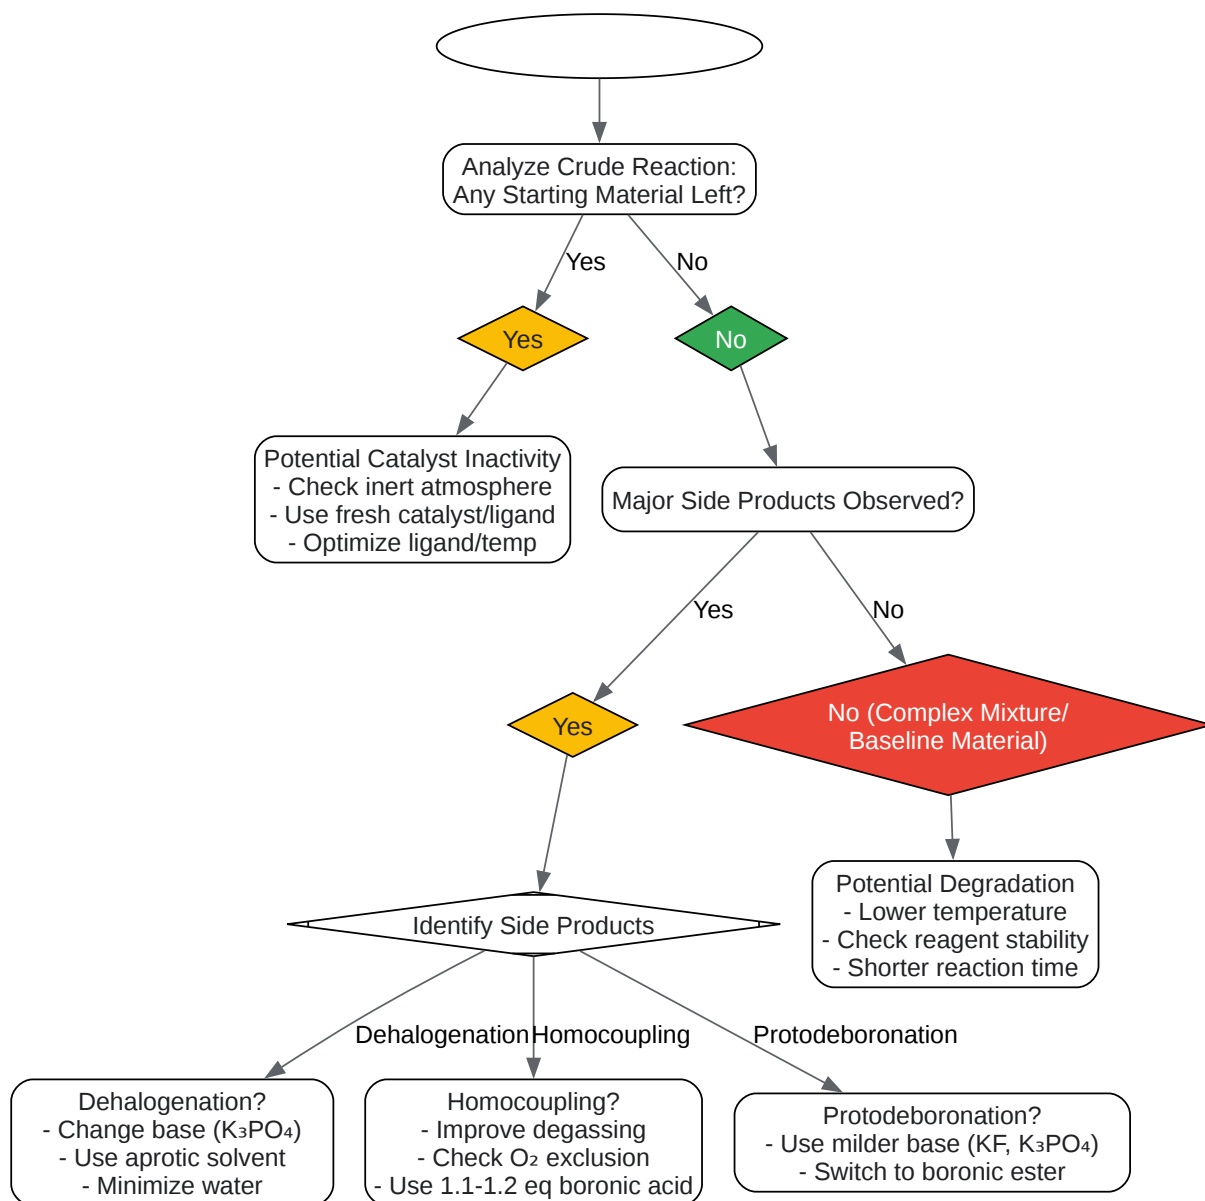 Analyze Crude Reaction:
Any Starting Material Left?
Yes
No
Yes
No
Potential Catalyst Inactivity
- Check inert atmosphere
- Use fresh catalyst/ligand
- Optimize ligand/temp
Major Side Products Observed?
Yes
No
Yes
No (Complex Mixture/
Baseline Material)
Identify Side Products
Potential Degradation
- Lower temperature
- Check reagent stability
- Shorter reaction time
Dehalogenation
Homocoupling
Protodeboronation
Dehalogenation?
- Change base (K₃PO₄)
- Use aprotic solvent
- Minimize water
Homocoupling?
- Improve degassing
- Check O₂ exclusion
- Use 1.1-1.2 eq boronic acid
Protodeboronation?
- Use milder base (KF, K₃PO₄)
- Switch to boronic ester